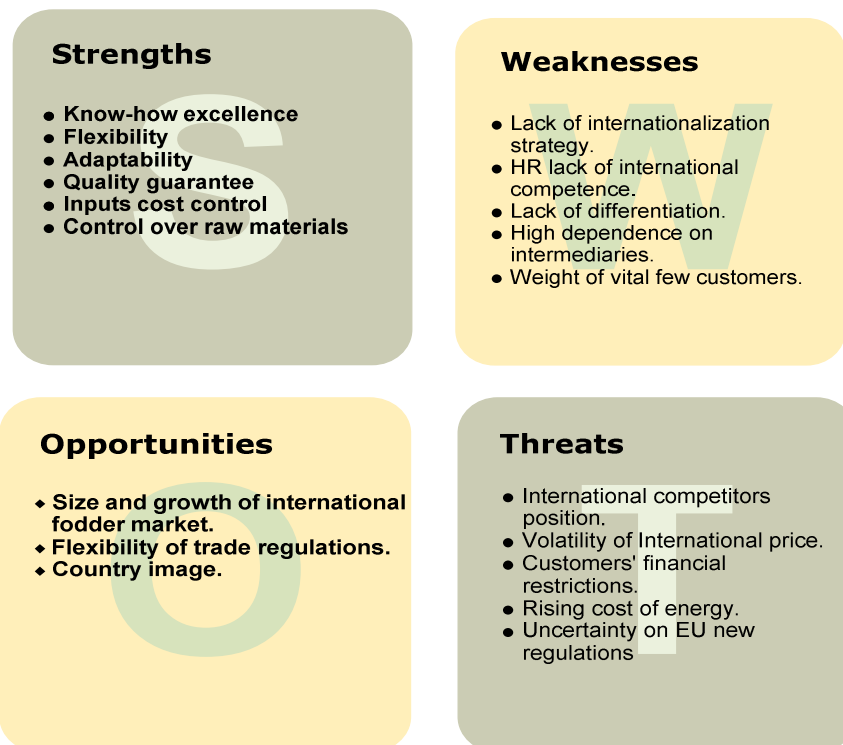 Strengths
S
● Know-how excellence
● Flexibility
● Adaptability
● Quality guarantee
● Inputs cost control
● Control over raw materials
Weaknesses
W
● Lack of internationalization
strategy.
● HR lack of international
competence.
● Lack of differentiation.
● High dependence on
intermediaries.
● Weight of vital few customers.
Opportunities
O
◆ Size and growth of international
fodder market.
◆ Flexibility of trade regulations.
◆ Country image.
Threats
T
● International competitors
position.
● Volatility of International price.
● Customers' financial
restrictions.
● Rising cost of energy.
● Uncertainty on EU new
regulations